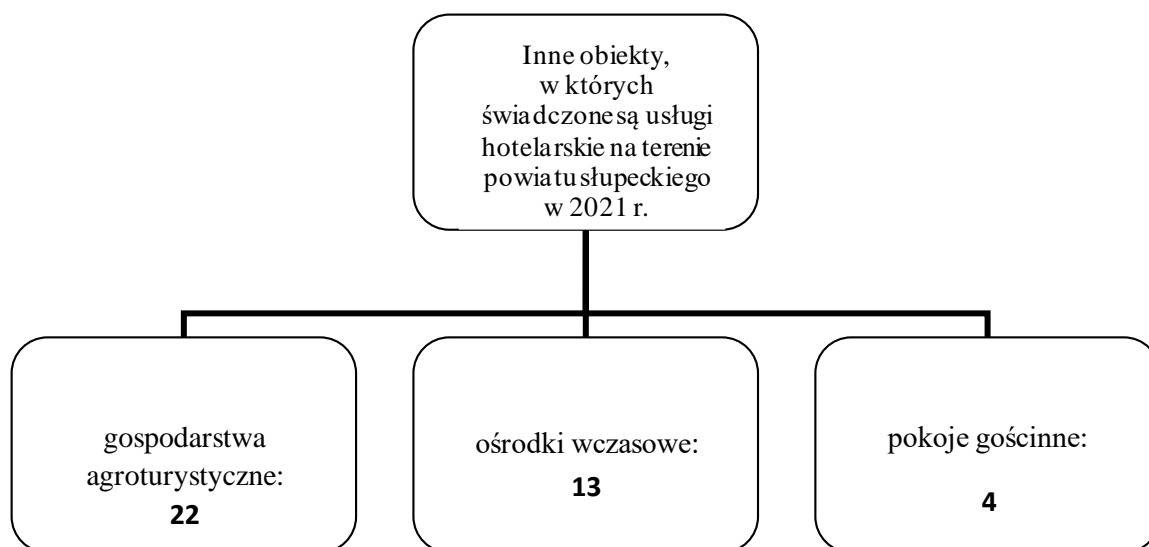 Inne obiekty,
w których
świadczone są usługi
hotelarskie na terenie
powiatu słupeckiego
w 2021 r.
gospodarstwa
agroturystyczne:
22
ośrodki wczasowe:
13
pokoje gościnne:
4